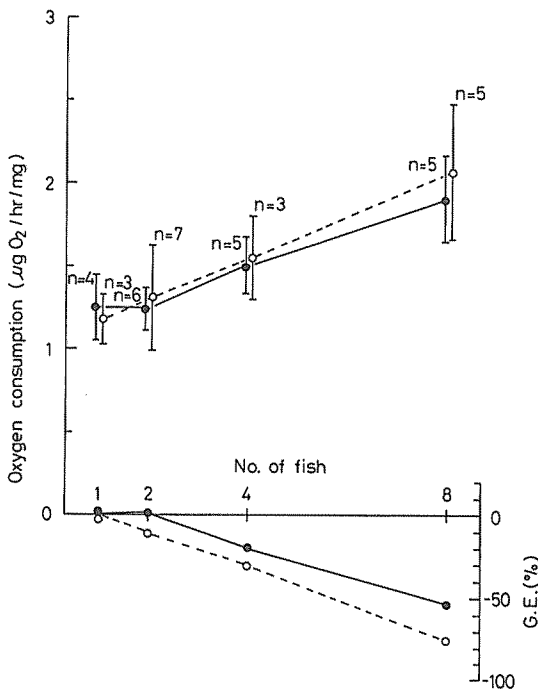 3
n=5
n=5
2
n=7
n=3
n=5
n=4
n=3
n=6
1
Oxygen consumption (μg O₂/hr/mg)
No. of fish
1 2 4 8
0
0
-50
-100
G.E.(%)